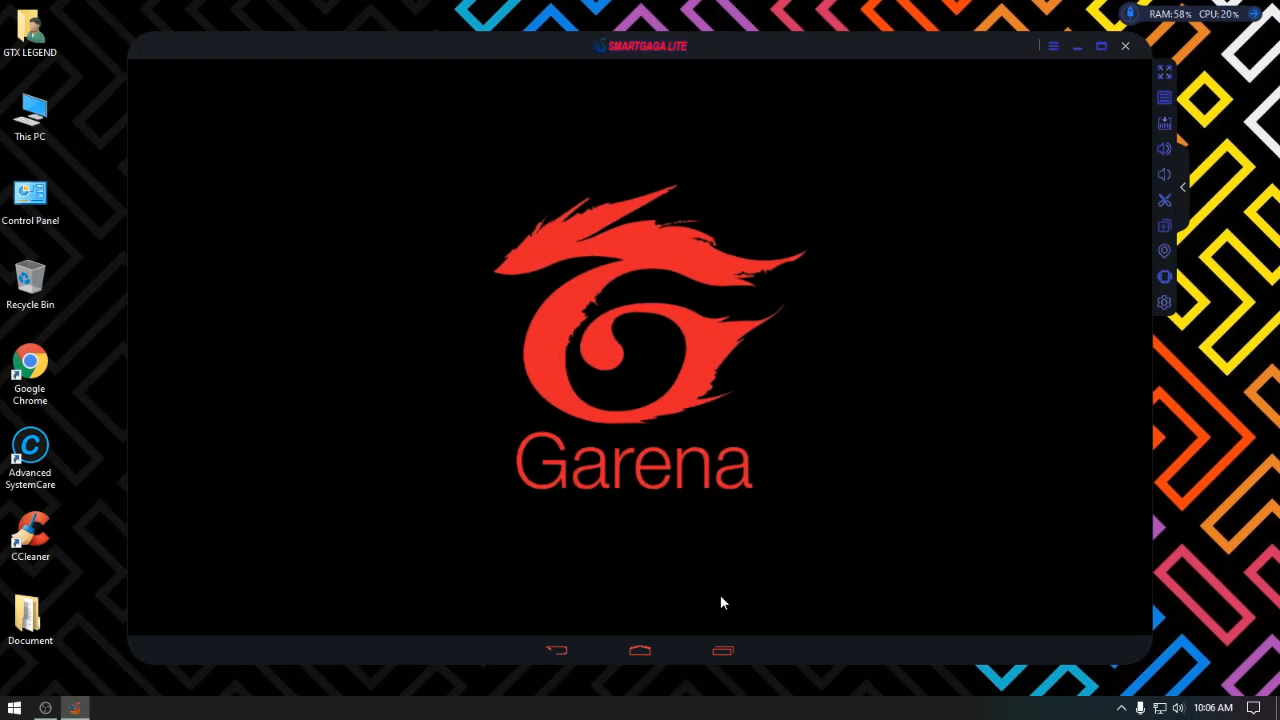 GTX LEGEND
RAM:58% CPU:20%
SMARTGAGA LITE
This PC
Control Panel
Recycle Bin
Google
Chrome
Advanced
SystemCare
CCleaner
Document
Garena
10:06 AM